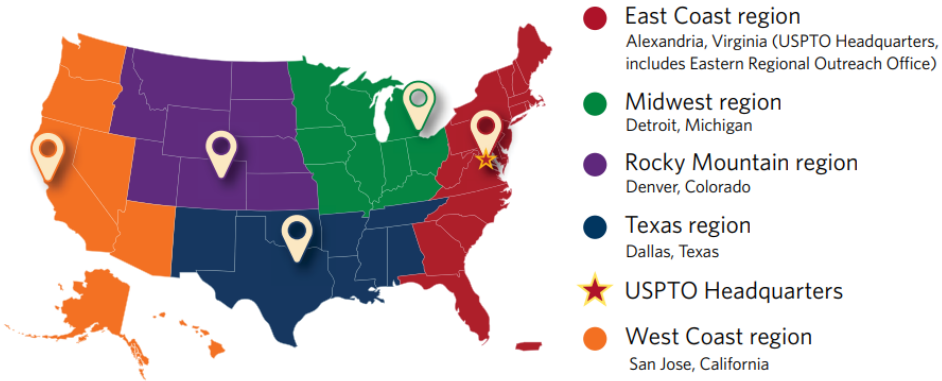 East Coast region
Alexandria, Virginia (USPTO Headquarters,
includes Eastern Regional Outreach Office)
Midwest region
Detroit, Michigan
Rocky Mountain region
Denver, Colorado
Texas region
Dallas, Texas
USPTO Headquarters
West Coast region
San Jose, California